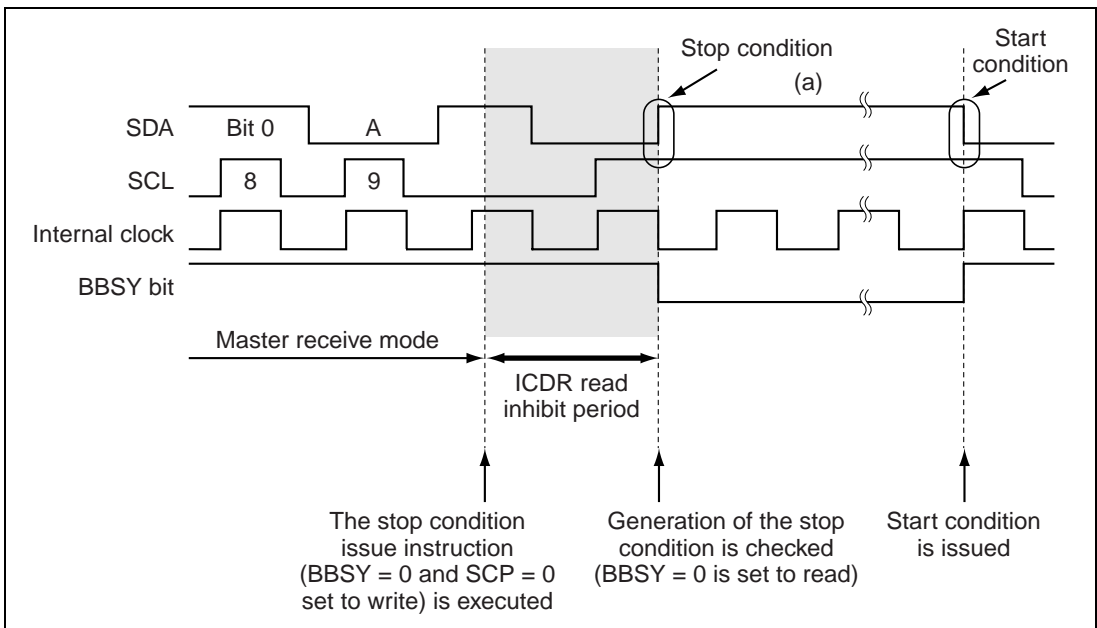 Stop condition
Start
condition
(a)
SDA
Bit 0
A
SCL
8
9
Internal clock
BBSY bit
Master receive mode
ICDR read
inhibit period
The stop condition
issue instruction
(BBSY = 0 and SCP = 0
set to write) is executed
Generation of the stop
condition is checked
(BBSY = 0 is set to read)
Start condition
is issued